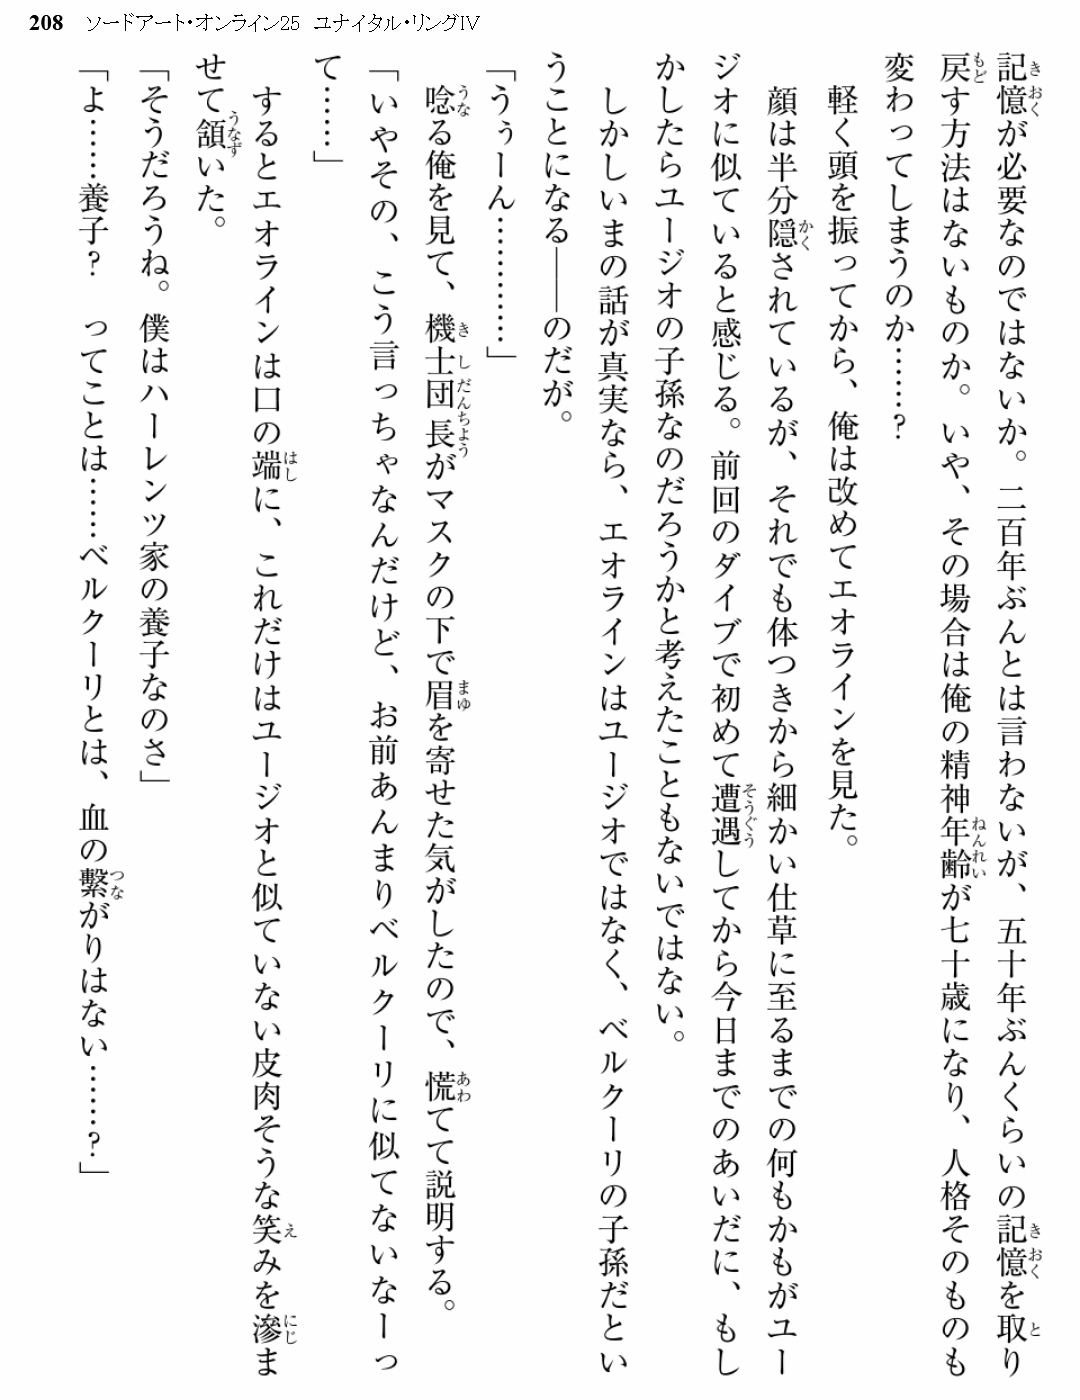 208 ソードアート・オンライン25 ユナイタル・リングⅣ
記憶が必要なのではないか。二百年ぶんとは言わないが、五十年ぶんくらいの記憶を取り
戻す方法はないものか。いや、その場合は俺の精神年齢が七十歳になり、人格そのものも
変わってしまうのか……？
軽く頭を振ってから、俺は改めてエオラインを見た。
顔は半分隠されているが、それでも体つきから細かい仕草に至るまでの何もかもがユー
ジオに似ていると感じる。前回のダイブで初めて遭遇してから今日までのあいだに、もし
かしたらユージオの子孫なのだろうかと考えたこともないではない。
しかしいまの話が真実なら、エオラインはユージオではなく、ベルクーリの子孫だとい
うことになる――のだが。
「うぅーん…………」
唸る俺を見て、機士団長がマスクの下で眉を寄せた気がしたので、慌てて説明する。
「いやその、こう言っちゃなんだけど、お前あんまりベルクーリに似てないなーっ
て……」
するとエオラインは口の端に、これだけはユージオと似ていない皮肉そうな笑みを滲ま
せて頷いた。
「そうだろうね。僕はハーレンツ家の養子なのさ」
「よ……養子？　ってことは……ベルクーリとは、血の繋がりはない……？」